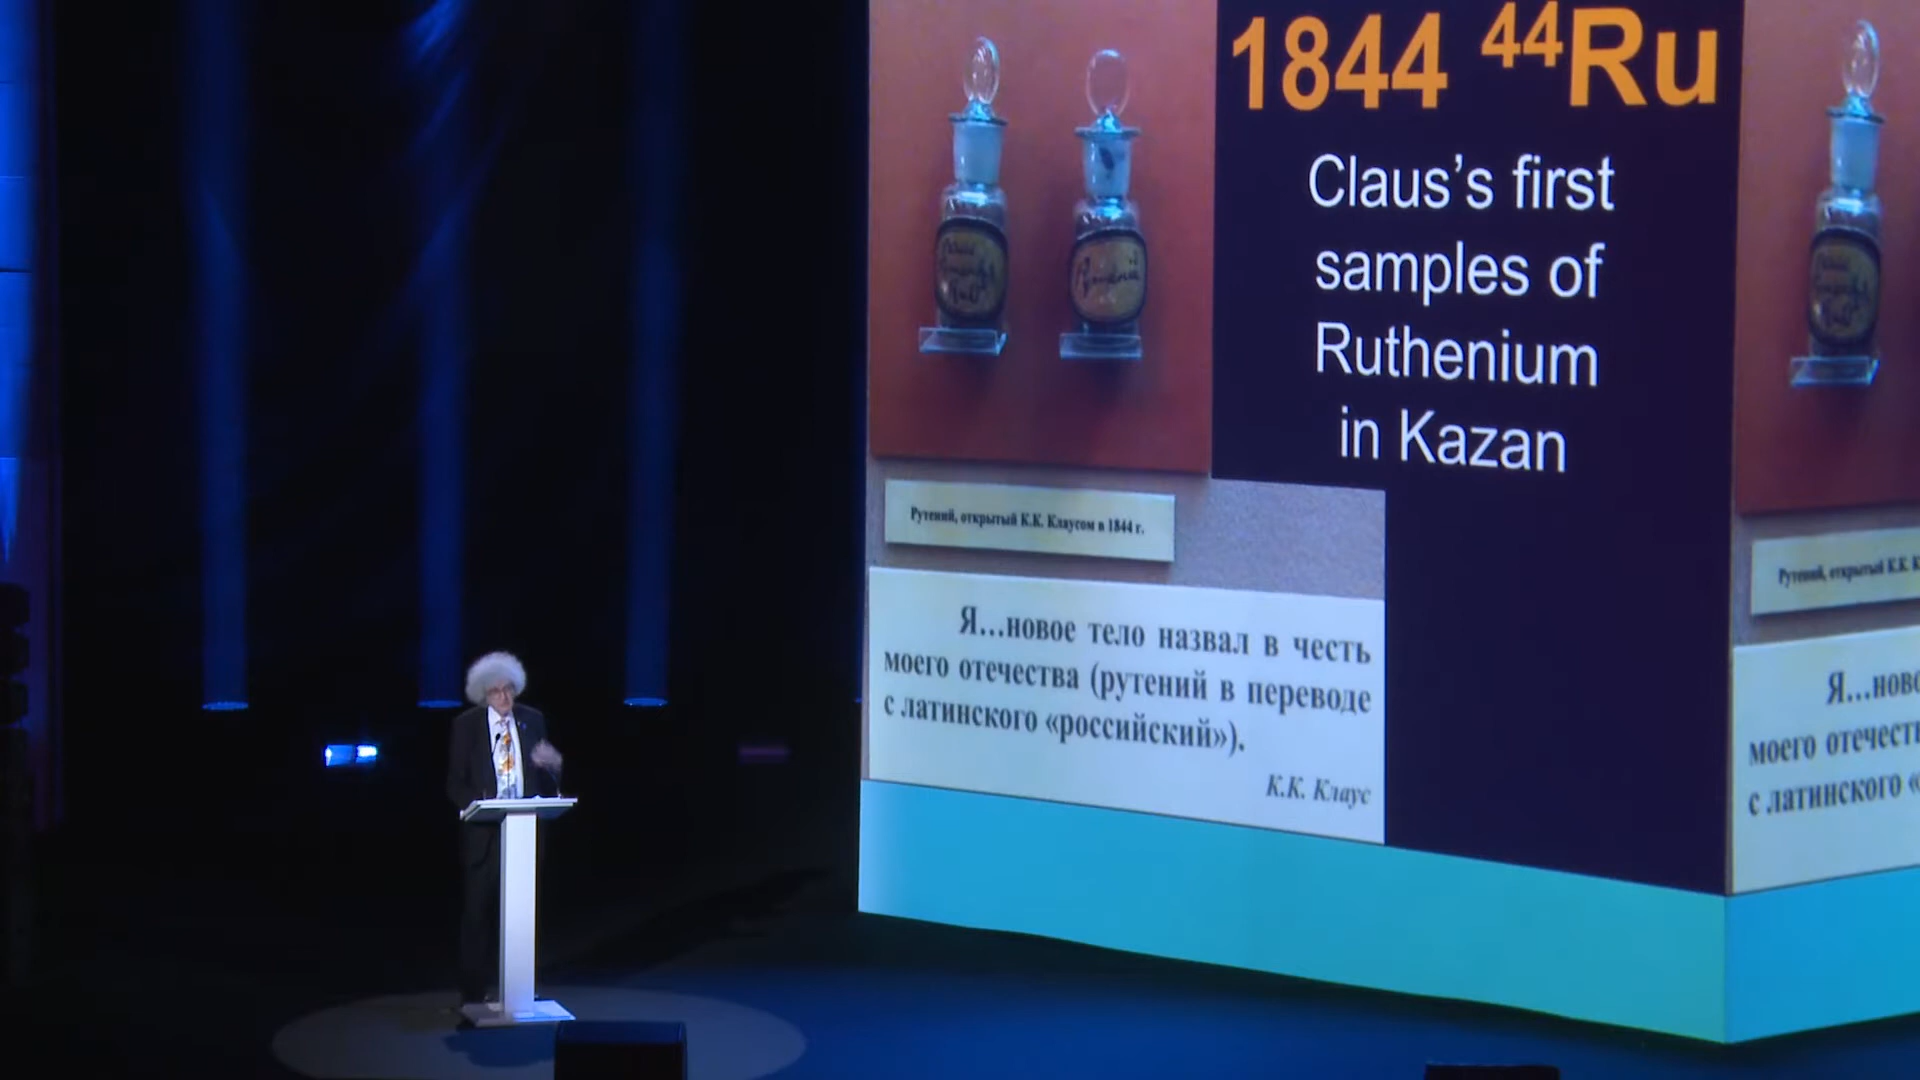 1844 ⁴⁴Ru
Claus's first
samples of
Ruthenium
in Kazan
Рутений, открытый К.К. Клаусом в 1844 г.
Я...новое тело назвал в честь
моего отечества (рутений в переводе
с латинского «российский»).
К.К. Клаус
Рутений, открытый К.К. К
Я...ново
моего отечест
с латинского «